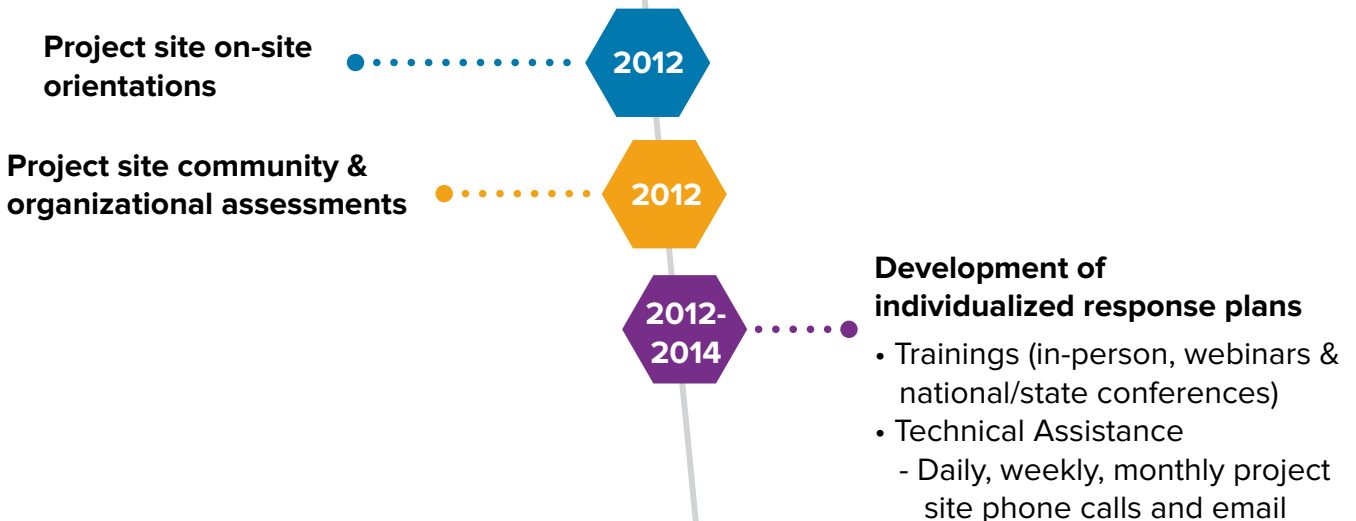 Project site on-site
orientations
2012
Project site community &
organizational assessments
2012
2012-
2014
Development of
individualized response plans
• Trainings (in-person, webinars &
national/state conferences)
• Technical Assistance
- Daily, weekly, monthly project
site phone calls and email